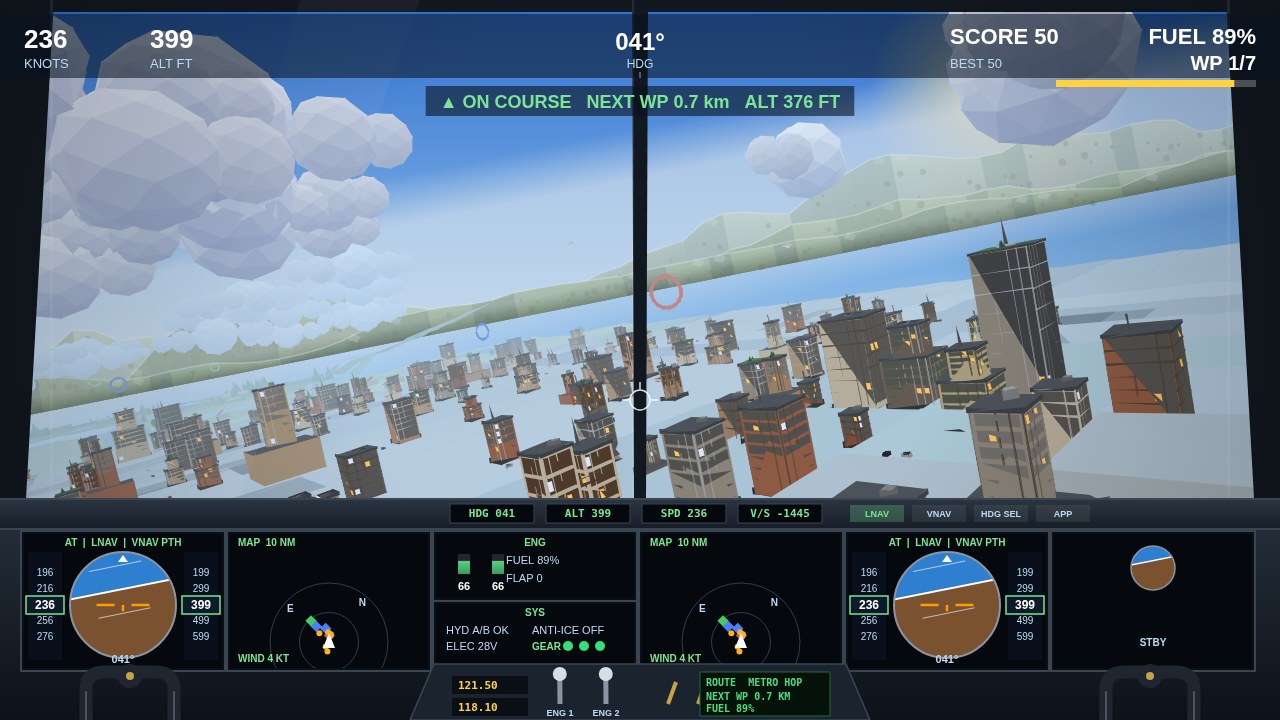 236
KNOTS
399
ALT FT
041°
HDG
SCORE 50
BEST 50
FUEL 89%
WP 1/7
▲ ON COURSE NEXT WP 0.7 km ALT 376 FT
HDG 041
ALT 399
SPD 236
V/S -1445
LNAV
VNAV
HDG SEL
APP
AT | LNAV | VNAV PTH
196
216
236
256
276
199
299
399
499
599
041°
MAP 10 NM
E
N
WIND 4 KT
ENG
66
66
FUEL 89%
FLAP 0
SYS
HYD A/B OK
ANTI-ICE OFF
ELEC 28V
GEAR
MAP 10 NM
E
N
WIND 4 KT
AT | LNAV | VNAV PTH
196
216
236
256
276
199
299
399
499
599
041°
STBY
121.50
118.10
ENG 1
ENG 2
ROUTE METRO HOP
NEXT WP 0.7 KM
FUEL 89%